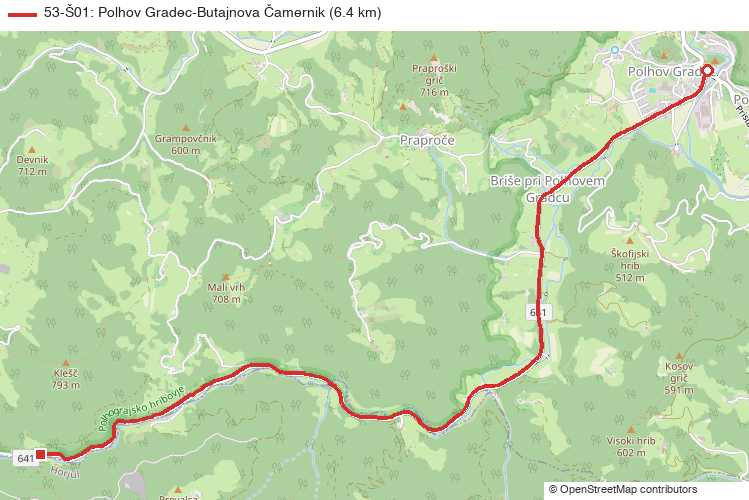 53-Š01: Polhov Gradec-Butajnova Čamernik (6.4 km)
Praproški
grič
716 m
Polhov Gradec
Grampovčnik
600 m
Praproče
Devnik
712 m
Briše pri Polhovem
Gradcu
Škofijski
hrib
512 m
Mali vrh
708 m
641
Klešč
793 m
Kosov
grič
591 m
Polhograjsko hribovje
Visoki hrib
602 m
641
Horjul
© OpenStreetMap contributors